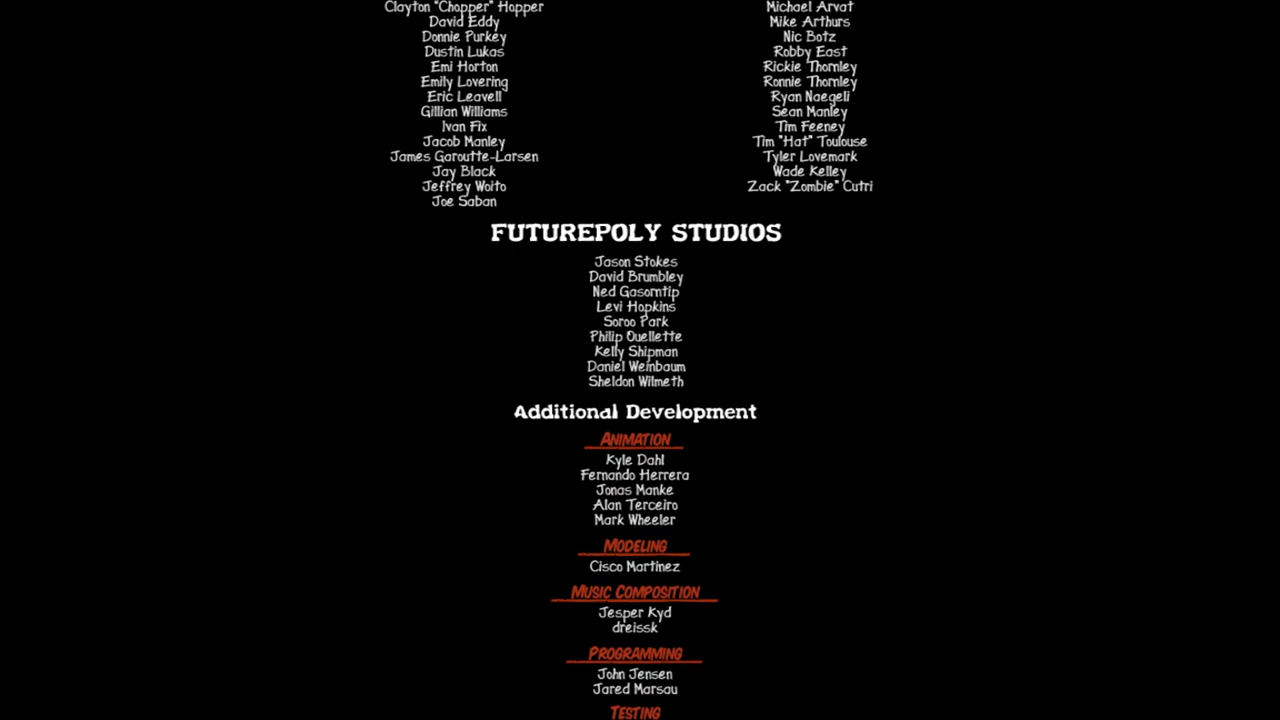 Clayton "Chopper" Hopper
David Eddy
Donnie Purkey
Dustin Lukas
Emi Horton
Emily Lovering
Eric Leavell
Gillian Williams
Ivan Fix
Jacob Manley
James Garoutte-Larsen
Jay Black
Jeffrey Woito
Joe Saban
Michael Arvat
Mike Arthurs
Nic Botz
Robby East
Rickie Thornley
Ronnie Thornley
Ryan Naegeli
Sean Manley
Tim Feeney
Tim "Hat" Toulouse
Tyler Lovemark
Wade Kelley
Zack "Zombie" Cutri
FUTUREPOLY STUDIOS
Jason Stokes
David Brumbley
Ned Gasorntip
Levi Hopkins
Soroo Park
Philip Ouellette
Kelly Shipman
Daniel Weinbaum
Sheldon Wilmeth
Additional Development
ANIMATION
Kyle Dahl
Fernando Herrera
Jonas Manke
Alan Terceiro
Mark Wheeler
MODELING
Cisco Martinez
MUSIC COMPOSITION
Jesper Kyd
dreissk
PROGRAMMING
John Jensen
Jared Marsau
TESTING